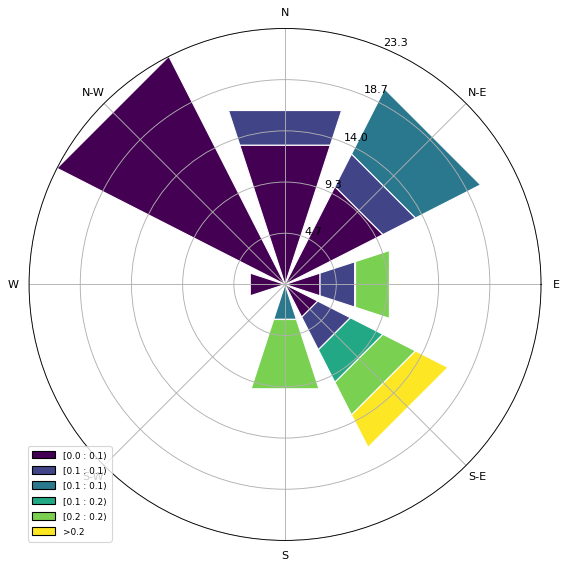 N
23.3
N-W
18.7
N-E
14.0
9.3
4.7
W
E
[0.0 : 0.1)
[0.1 : 0.1)
[0.1 : 0.1)
[0.1 : 0.2)
[0.2 : 0.2)
>0.2
S-W
S-E
S